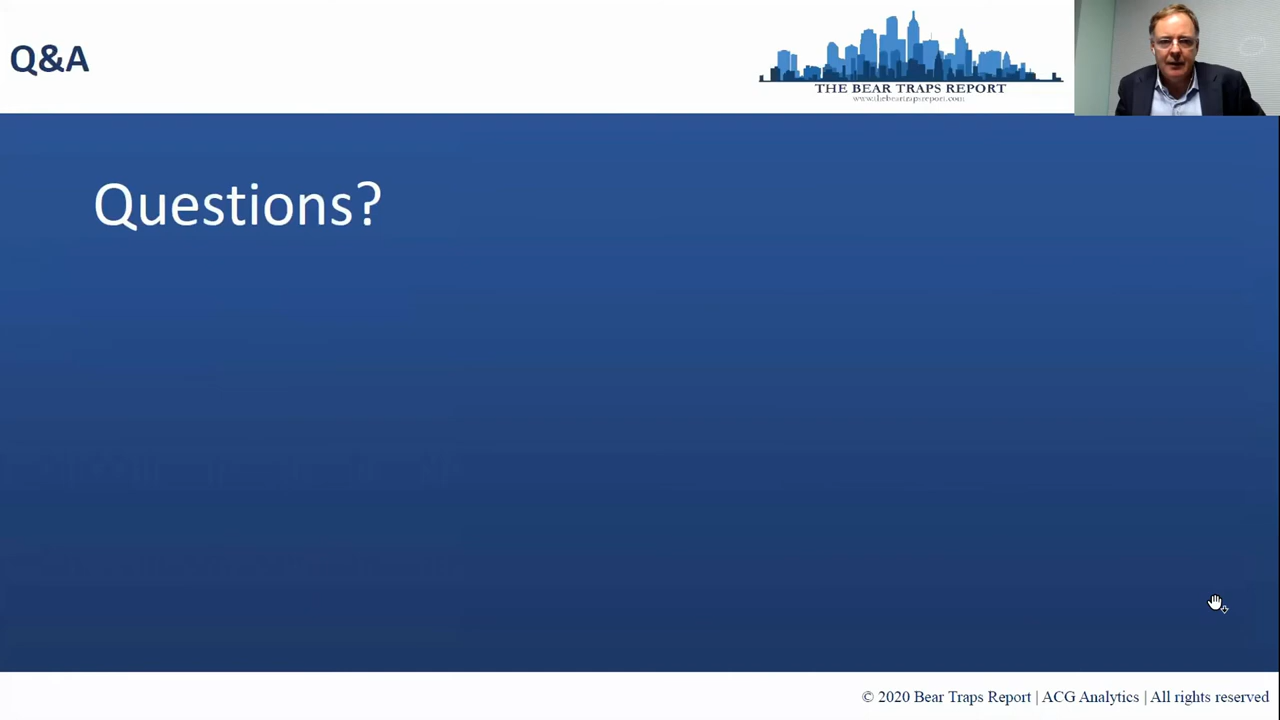 Q&A
THE BEAR TRAPS REPORT
www.thebeartrapsreport.com
Questions?
© 2020 Bear Traps Report | ACG Analytics | All rights reserved